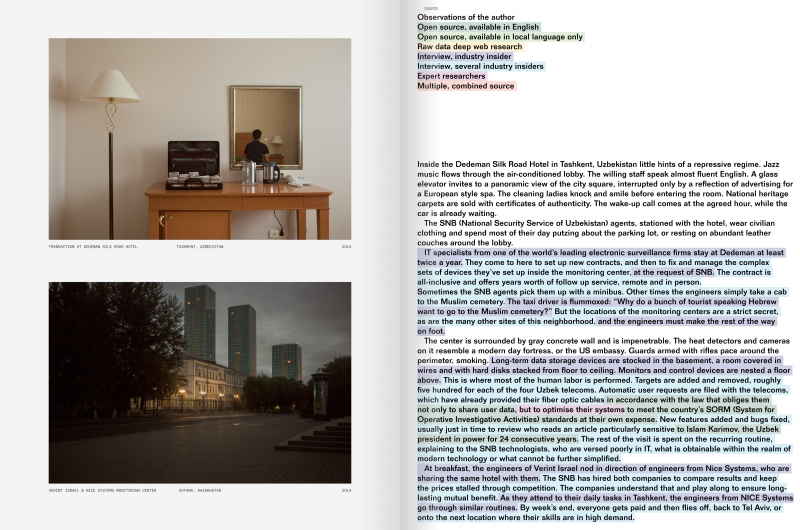 TRANSACTION AT DEDEMAN SILK ROAD HOTEL TASHKENT, UZBEKISTAN 2014
VERINT ISRAEL & NICE SYSTEMS MONITORING CENTER ASTANA, KAZAKHSTAN 2014
SOURCE
Observations of the author
Open source, available in English
Open source, available in local language only
Raw data deep web research
Interview, industry insider
Interview, several industry insiders
Expert researchers
Multiple, combined source
Inside the Dedeman Silk Road Hotel in Tashkent, Uzbekistan little hints of a repressive regime. Jazz
music flows through the air-conditioned lobby. The willing staff speak almost fluent English. A glass
elevator invites to a panoramic view of the city square, interrupted only by a reflection of advertising for
a European style spa. The cleaning ladies knock and smile before entering the room. National heritage
carpets are sold with certificates of authenticity. The wake-up call comes at the agreed hour, while the
car is already waiting.
The SNB (National Security Service of Uzbekistan) agents, stationed with the hotel, wear civilian
clothing and spend most of their day putzing about the parking lot, or resting on abundant leather
couches around the lobby.
IT specialists from one of the world's leading electronic surveillance firms stay at Dedeman at least
twice a year. They come to here to set up new contracts, and then to fix and manage the complex
sets of devices they've set up inside the monitoring center, at the request of SNB. The contract is
all-inclusive and offers years worth of follow up service, remote and in person.
Sometimes the SNB agents pick them up with a minibus. Other times the engineers simply take a cab
to the Muslim cemetery. The taxi driver is flummoxed: “Why do a bunch of tourist speaking Hebrew
want to go to the Muslim cemetery?” But the locations of the monitoring centers are a strict secret,
as are the many other sites of this neighborhood, and the engineers must make the rest of the way
on foot.
The center is surrounded by gray concrete wall and is impenetrable. The heat detectors and cameras
on it resemble a modern day fortress, or the US embassy. Guards armed with rifles pace around the
perimeter, smoking. Long-term data storage devices are stocked in the basement, a room covered in
wires and with hard disks stacked from floor to ceiling. Monitors and control devices are nested a floor
above. This is where most of the human labor is performed. Targets are added and removed, roughly
five hundred for each of the four Uzbek telecoms. Automatic user requests are filed with the telecoms,
which have already provided their fiber optic cables in accordance with the law that obliges them
not only to share user data, but to optimise their systems to meet the country's SORM (System for
Operative Investigative Activities) standards at their own expense. New features added and bugs fixed,
usually just in time to review who reads an article particularly sensitive to Islam Karimov, the Uzbek
president in power for 24 consecutive years. The rest of the visit is spent on the recurring routine,
explaining to the SNB technologists, who are versed poorly in IT, what is obtainable within the realm of
modern technology or what cannot be further simplified.
At breakfast, the engineers of Verint Israel nod in direction of engineers from Nice Systems, who are
sharing the same hotel with them. The SNB has hired both companies to compare results and keep
the prices stalled through competition. The companies understand that and play along to ensure long-
lasting mutual benefit. As they attend to their daily tasks in Tashkent, the engineers from NICE Systems
go through similar routines. By week's end, everyone gets paid and then flies off, back to Tel Aviv, or
onto the next location where their skills are in high demand.